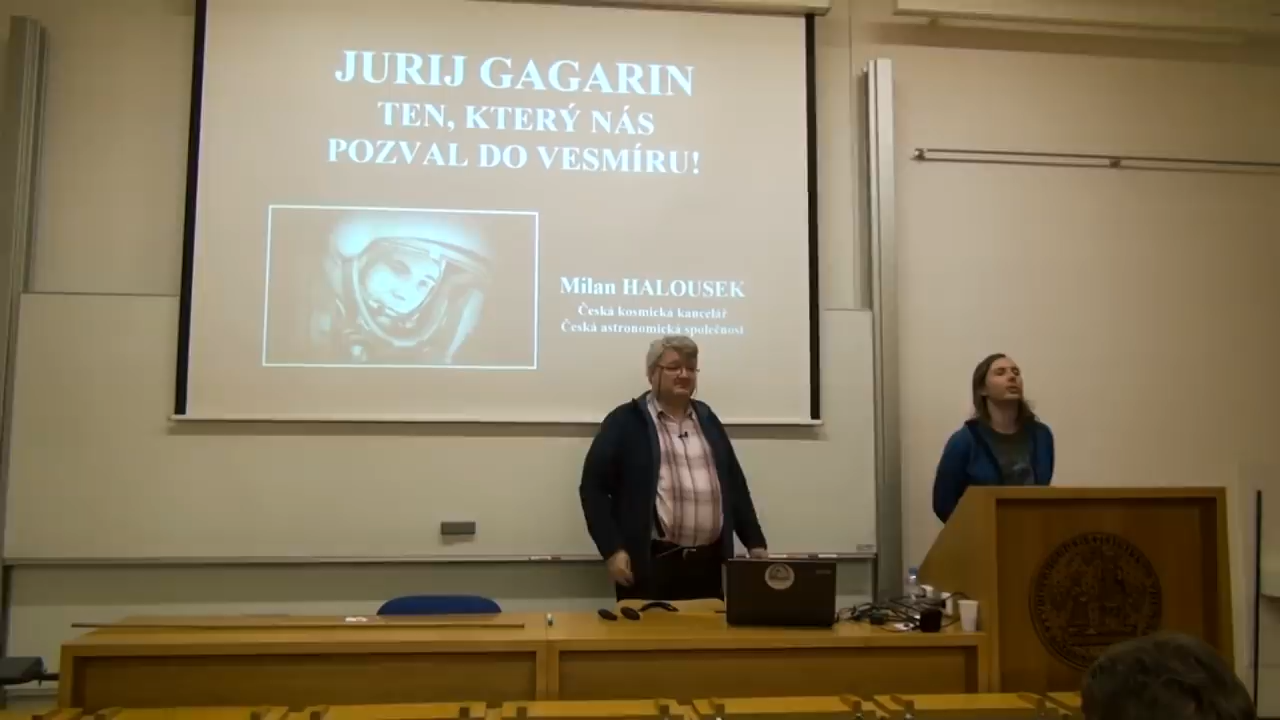 JURIJ GAGARIN
TEN, KTERÝ NÁS
POZVAL DO VESMÍRU!
Milan HALOUSEK
Česká kosmická kancelář
Česká astronomická společnost